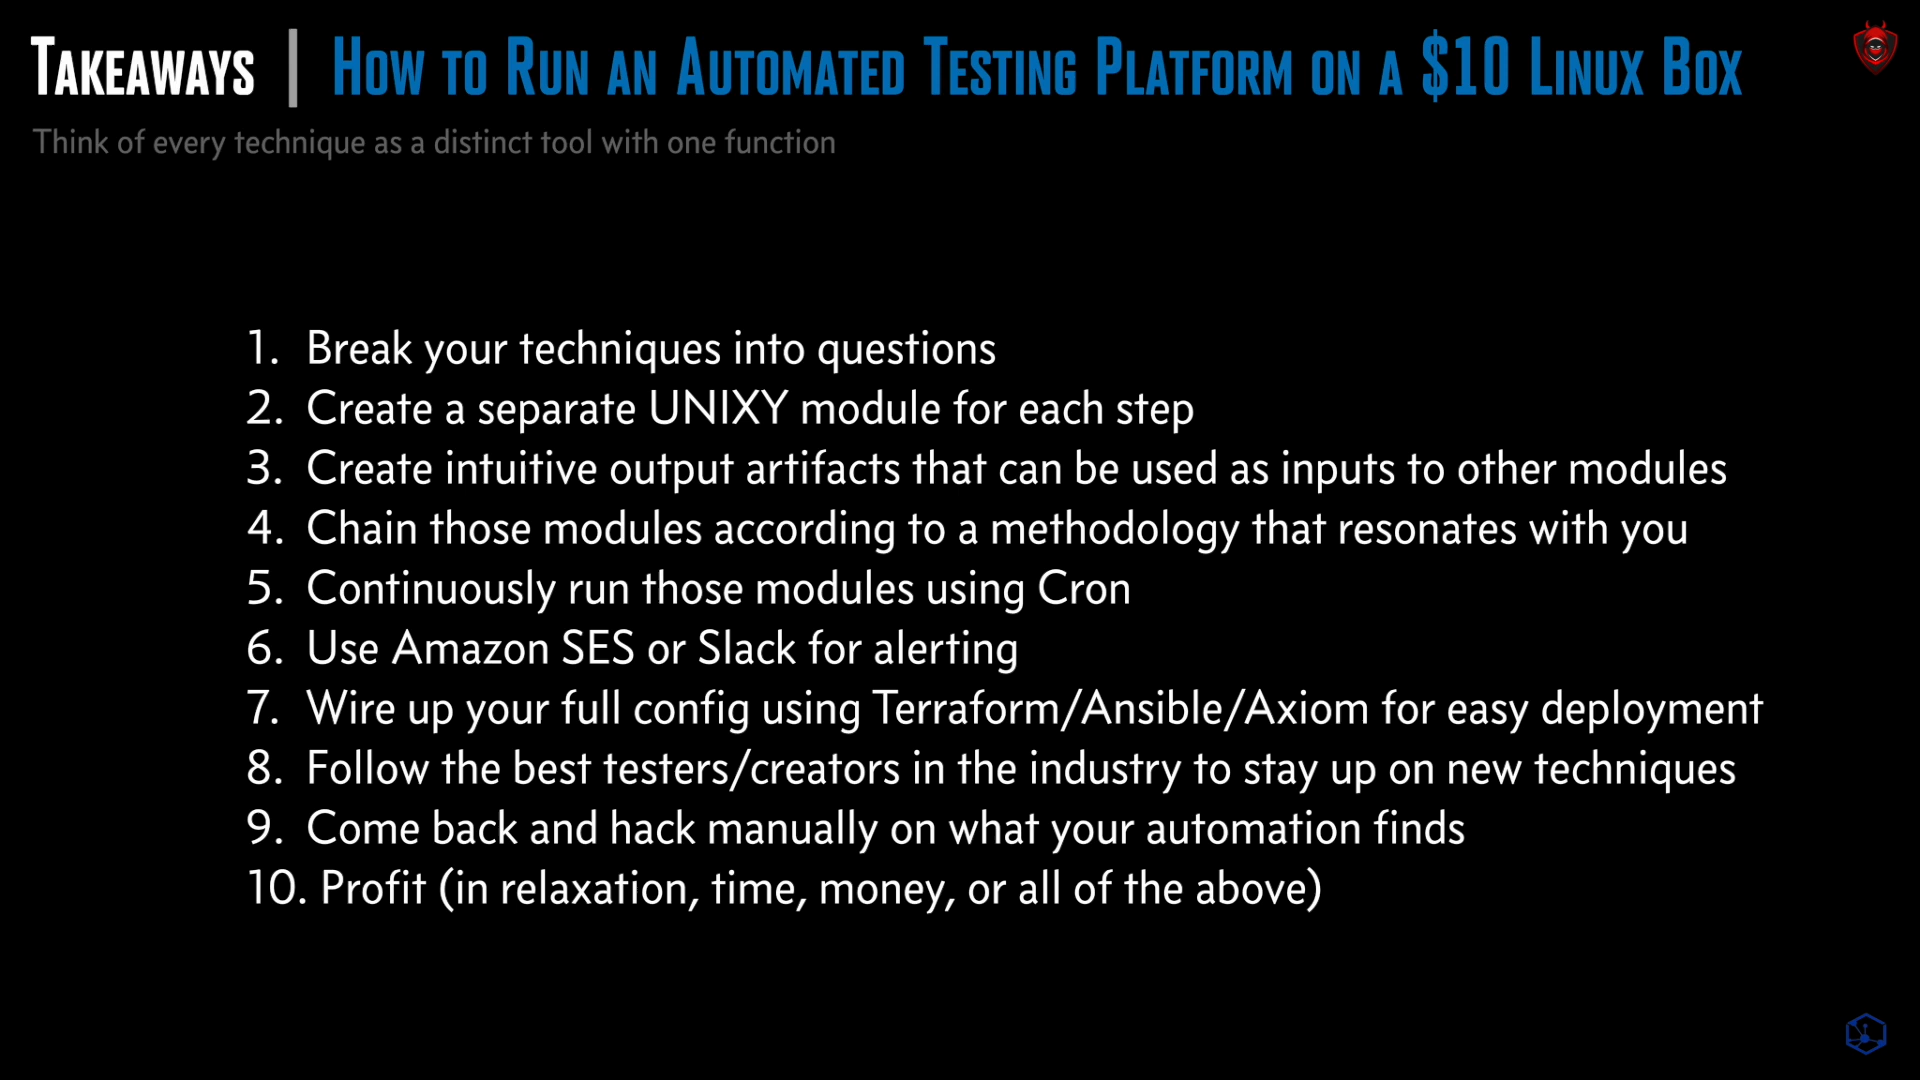 Takeaways | How to Run an Automated Testing Platform on a $10 Linux Box
Think of every technique as a distinct tool with one function
1. Break your techniques into questions
2. Create a separate UNIXY module for each step
3. Create intuitive output artifacts that can be used as inputs to other modules
4. Chain those modules according to a methodology that resonates with you
5. Continuously run those modules using Cron
6. Use Amazon SES or Slack for alerting
7. Wire up your full config using Terraform/Ansible/Axiom for easy deployment
8. Follow the best testers/creators in the industry to stay up on new techniques
9. Come back and hack manually on what your automation finds
10. Profit (in relaxation, time, money, or all of the above)